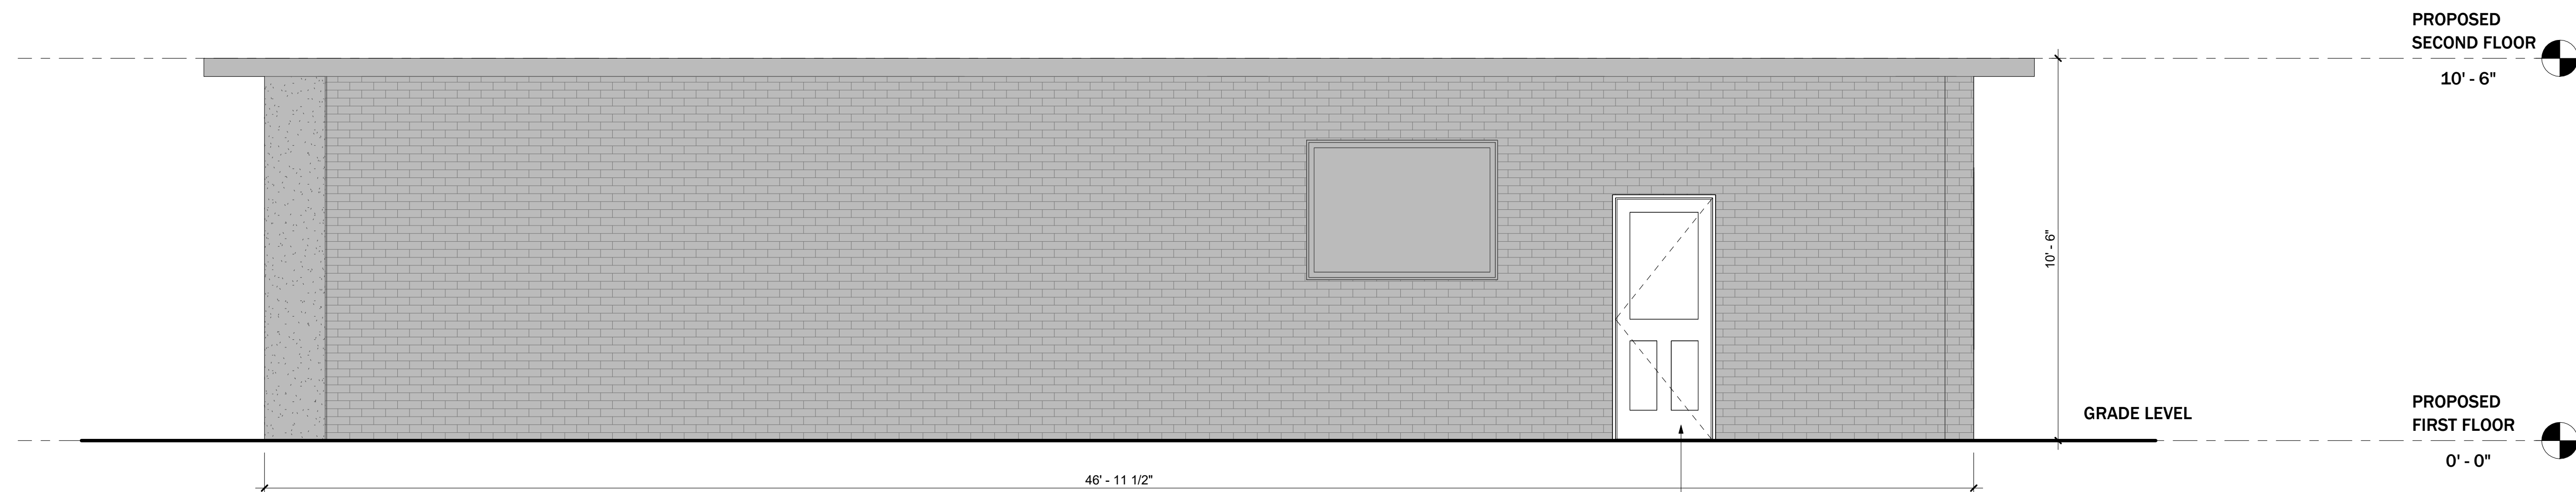 PROPOSED
SECOND FLOOR
10' - 6"
10' - 6"
GRADE LEVEL
PROPOSED
FIRST FLOOR
0' - 0"
46' - 11 1/2"